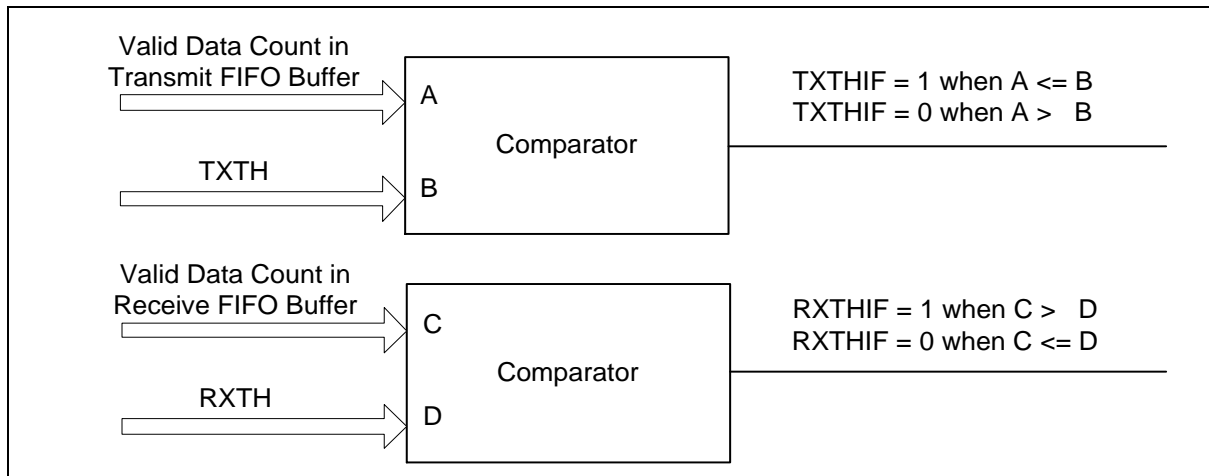 Valid Data Count in
Transmit FIFO Buffer
A
TXTH
B
Comparator
TXTHIF = 1 when A <= B
TXTHIF = 0 when A > B
Valid Data Count in
Receive FIFO Buffer
C
RXTH
D
Comparator
RXTHIF = 1 when C > D
RXTHIF = 0 when C <= D